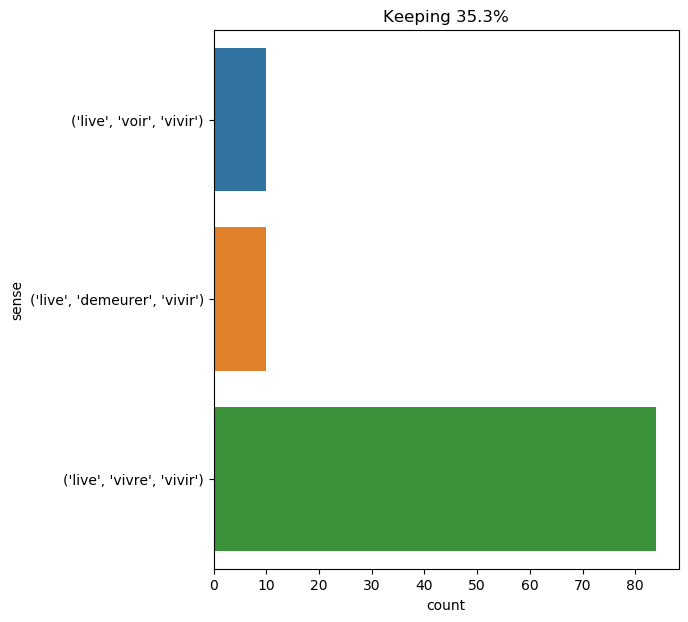 Keeping 35.3%
('live', 'voir', 'vivir')
('live', 'demeurer', 'vivir')
('live', 'vivre', 'vivir')
sense
0 10 20 30 40 50 60 70 80
count